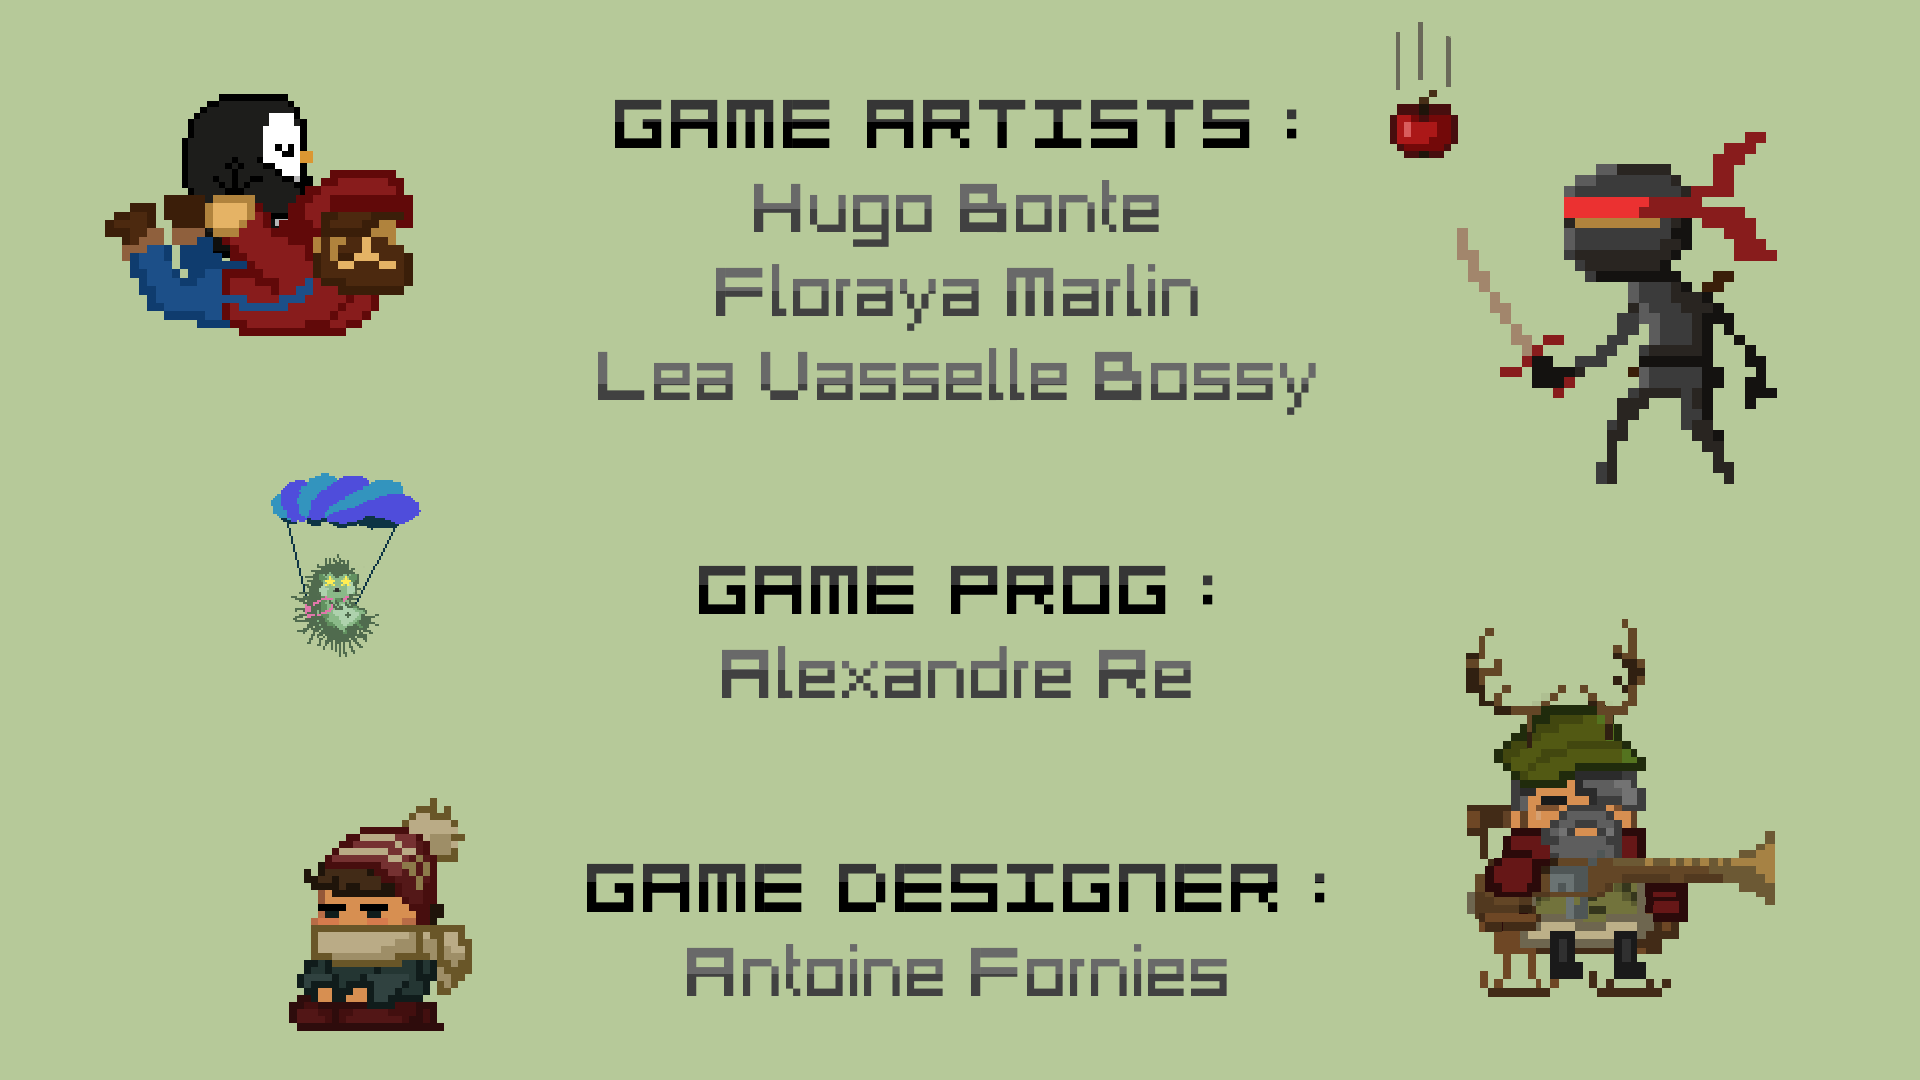 GAME ARTISTS :
Hugo Bonte
Floraya Marlin
Lea Vasselle Bossy
GAME PROG :
Alexandre Re
GAME DESIGNER :
Antoine Fornies